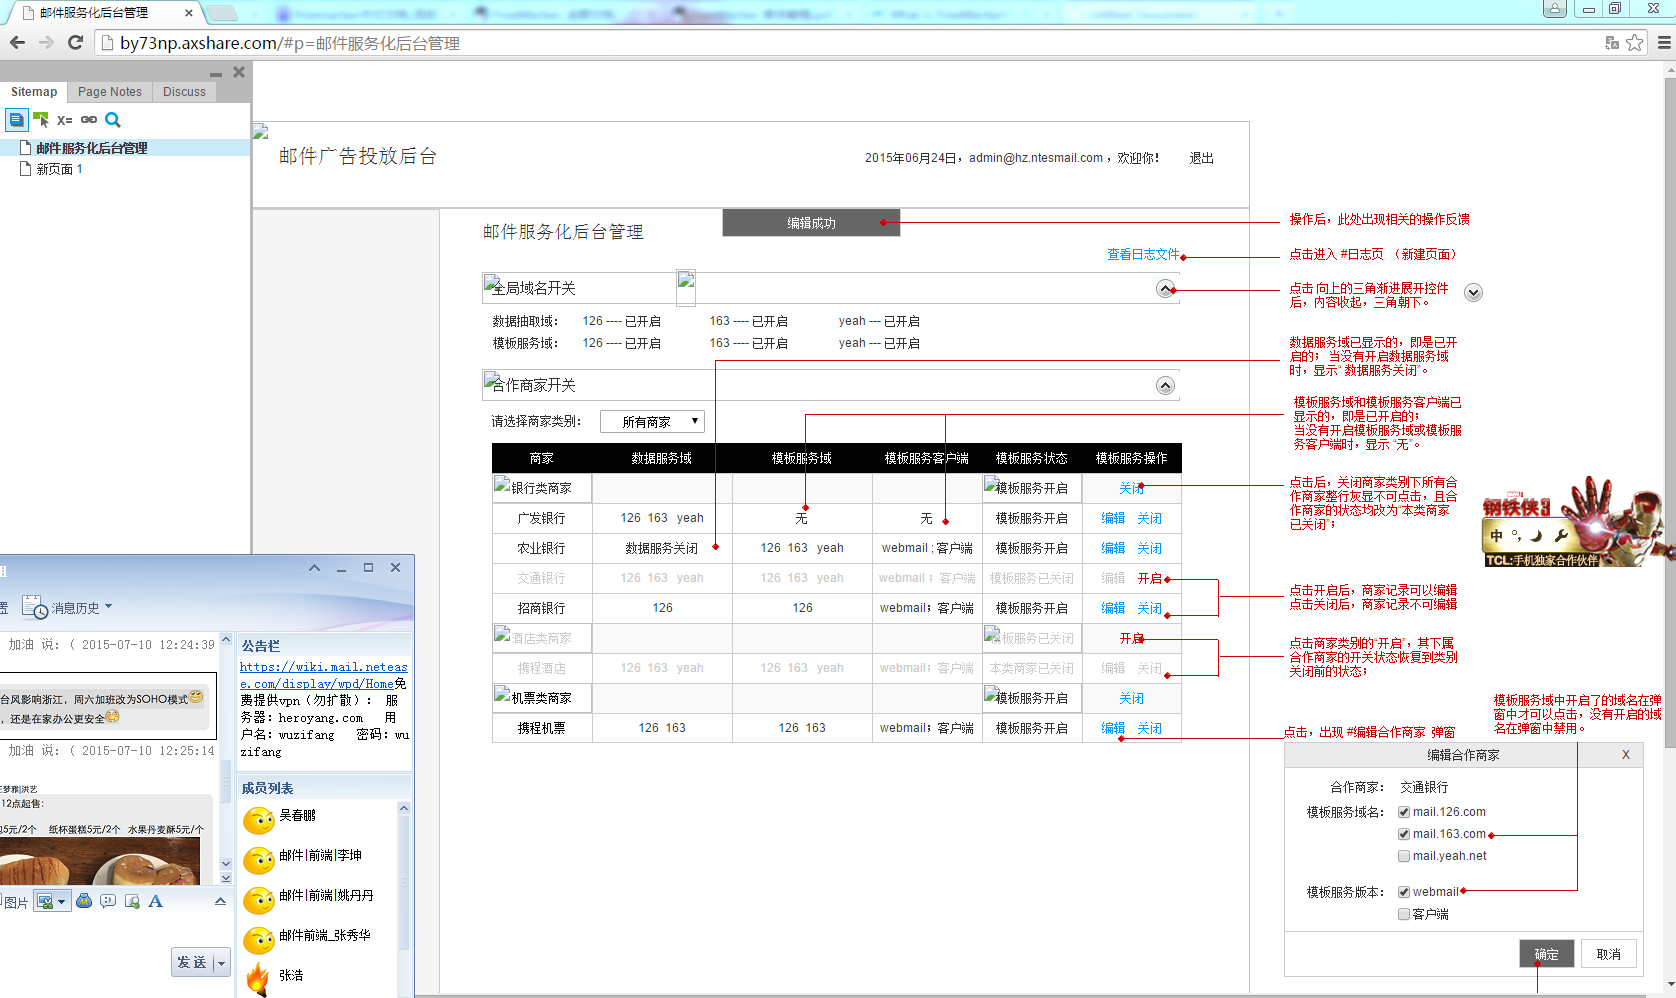 邮件服务化后台管理
by73np.axshare.com/#p=邮件服务化后台管理
Sitemap
Page Notes
Discuss
X=
邮件服务化后台管理
新页面 1
邮件广告投放后台
2015年06月24日，admin@hz.ntesmail.com，欢迎你！
退出
邮件服务化后台管理
编辑成功
操作后，此处出现相关的操作反馈
查看日志文件
点击进入 #日志页 （新建页面）
全局域名开关
点击 向上的三角渐进展开控件
后，内容收起，三角朝下。
数据抽取域： 126 ---- 已开启 163 ---- 已开启 yeah --- 已开启
模板服务域： 126 ---- 已开启 163 ---- 已开启 yeah --- 已开启
数据服务域已显示的，即是已开
启的； 当没有开启数据服务域
时，显示“ 数据服务关闭”。
合作商家开关
请选择商家类别： 所有商家
模板服务域和模板服务客户端已
显示的，即是已开启的；
当没有开启模板服务域或模板服
务客户端时，显示 “无”。
商家 数据服务域 模板服务域 模板服务客户端 模板服务状态 模板服务操作
银行类商家 模板服务开启 关闭
广发银行 126 163 yeah 无 无 模板服务开启 编辑 关闭
农业银行 数据服务关闭 126 163 yeah webmail ; 客户端 模板服务开启 编辑 关闭
交通银行 126 163 yeah 126 163 yeah webmail ; 客户端 模板服务已关闭 编辑 开启
招商银行 126 126 webmail；客户端 模板服务开启 编辑 关闭
酒店类商家 模板服务已关闭 开启
携程酒店 126 163 yeah 126 163 yeah webmail；客户端 本类商家已关闭 编辑 关闭
机票类商家 模板服务开启 关闭
携程机票 126 163 126 163 webmail；客户端 模板服务开启 编辑 关闭
点击后，关闭商家类别下所有合
作商家整行灰显不可点击，且合
作商家的状态均改为“本类商家
已关闭”；
点击开启后，商家记录可以编辑
点击关闭后，商家记录不可编辑
点击商家类别的“开启”，其下属
合作商家的开关状态恢复到类别
关闭前的状态；
模板服务域中开启了的域名在弹
窗中才可以点击，没有开启的域
名在弹窗中禁用。
点击，出现 #编辑合作商家 弹窗
编辑合作商家 X
合作商家： 交通银行
模板服务域名： mail.126.com
mail.163.com
mail.yeah.net
模板服务版本： webmail
客户端
确定 取消
MARVEL
钢铁侠3
中
TCL:手机独家合作伙伴
组
置
消息历史
加油 说: ( 2015-07-10 12:24:39
台风影响浙江，周六加班改为SOHO模式
，还是在家办公更安全
加油 说: ( 2015-07-10 12:25:14
梦雅|洪艺
12点起售:
5元/2个 纸杯蛋糕5元/2个 水果丹麦酥5元/个
图片
A
发送
公告栏
https://wiki.mail.netease.com/display/wpd/Home免
费提供vpn（勿扩散）： 服
务器：heroyang.com 用
户名：wuzifang 密码：wu
zifang
成员列表
吴春鹏
邮件|前端|李坤
邮件|前端|姚丹丹
邮件前端_张秀华
张浩